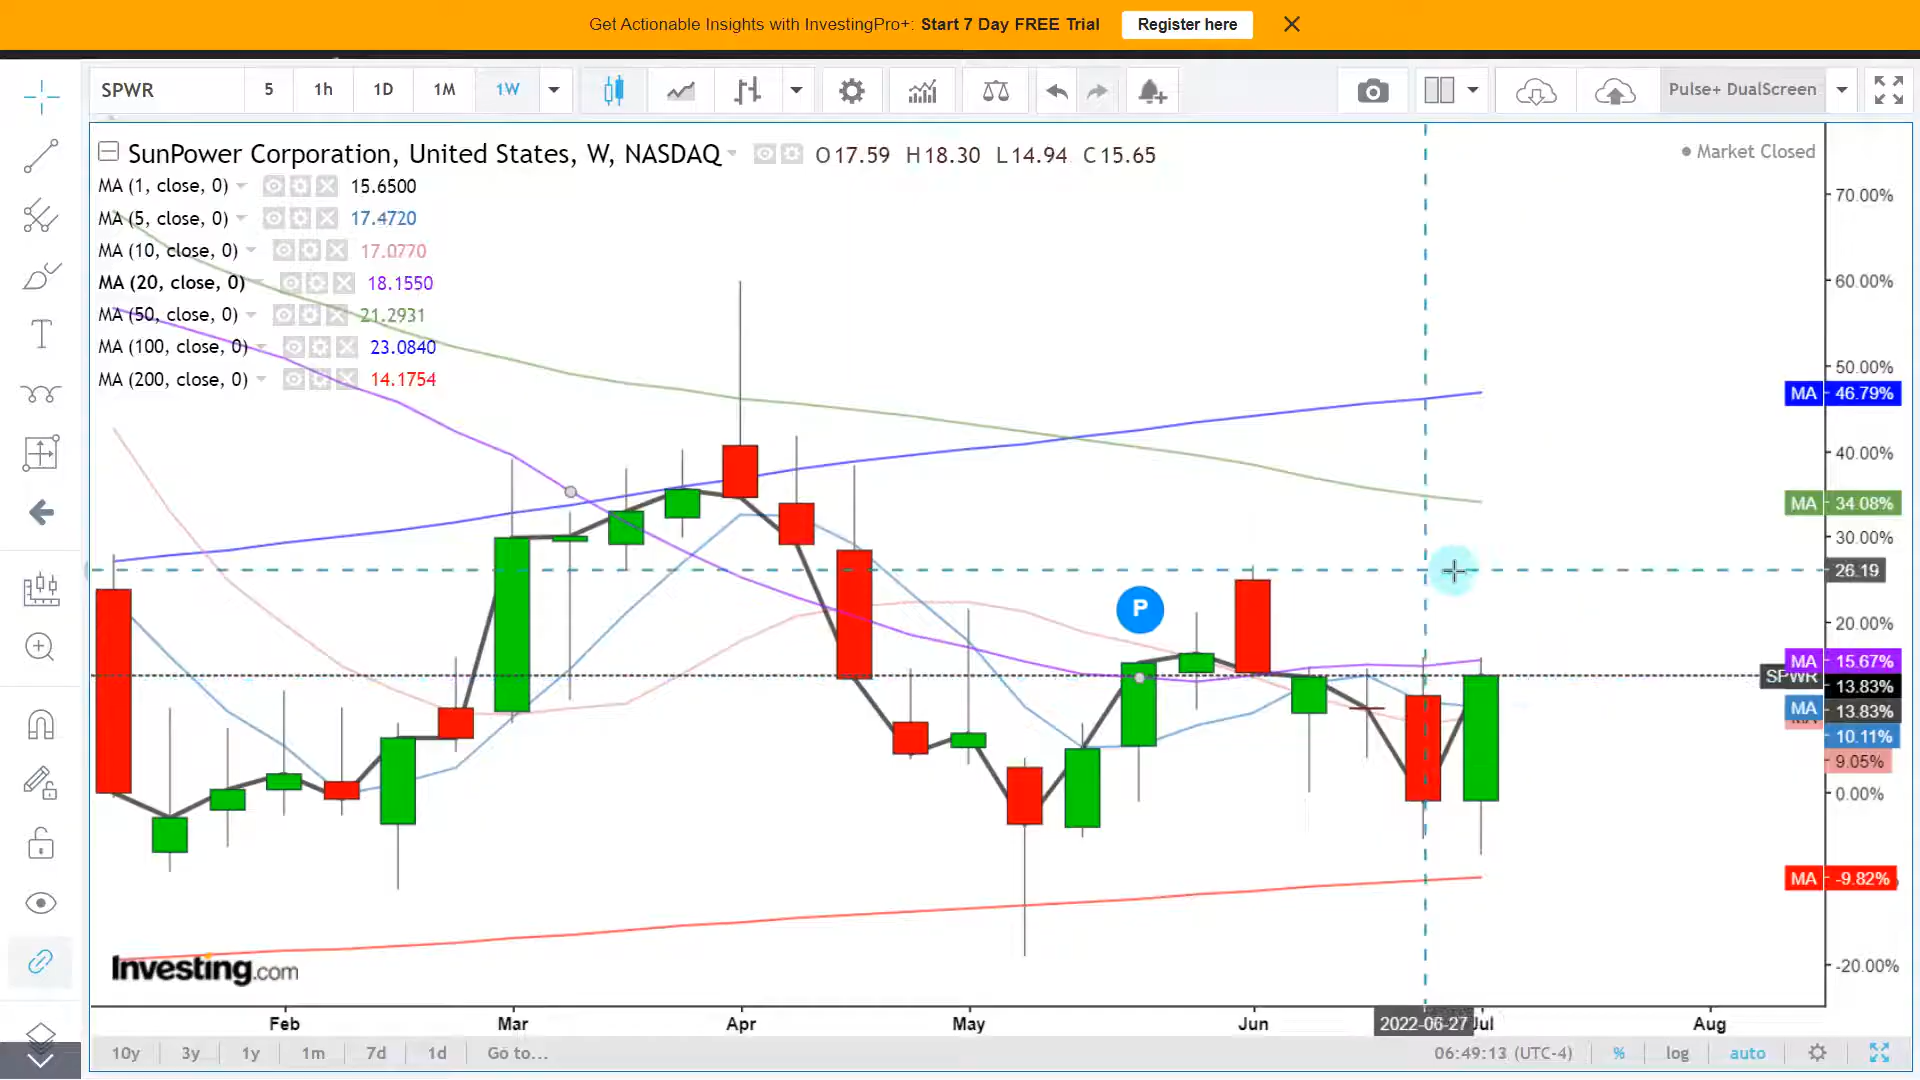 Get Actionable Insights with InvestingPro+: Start 7 Day FREE Trial Register here
SPWR 5 1h 1D 1M 1W Pulse+ DualScreen
SunPower Corporation, United States, W, NASDAQ O17.59 H18.30 L14.94 C15.65
Market Closed
MA (1, close, 0) 15.6500
MA (5, close, 0) 17.4720
MA (10, close, 0) 17.0770
MA (20, close, 0) 18.1550
MA (50, close, 0) 21.2931
MA (100, close, 0) 23.0840
MA (200, close, 0) 14.1754
70.00%
60.00%
50.00%
MA 46.79%
40.00%
MA 34.08%
30.00%
26.19
P
20.00%
MA 15.67%
SPWR 13.83%
MA 13.83%
MA
10.11%
9.05%
0.00%
MA -9.82%
-20.00%
Investing.com
Feb Mar Apr May Jun 2022-06-27 Jul Aug
10y 3y 1y 1m 7d 1d Go to... 06:49:13 (UTC-4) % log auto